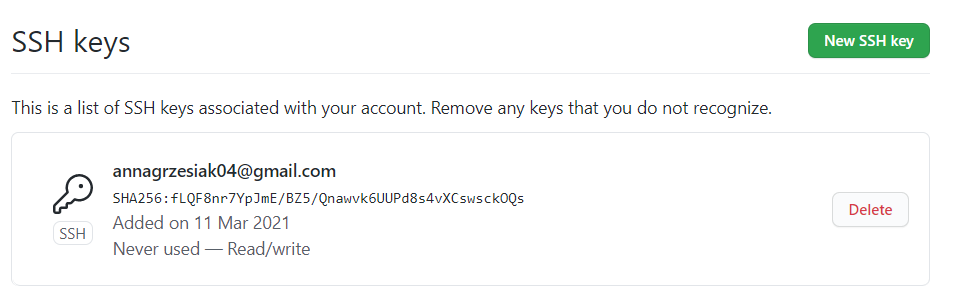 SSH keys
New SSH key
This is a list of SSH keys associated with your account. Remove any keys that you do not recognize.
annagrzesiak04@gmail.com
SHA256:fLQF8nr7YpJmE/BZ5/Qnawvk6UUPd8s4vXCswsckOQs
Added on 11 Mar 2021
Never used — Read/write
SSH
Delete